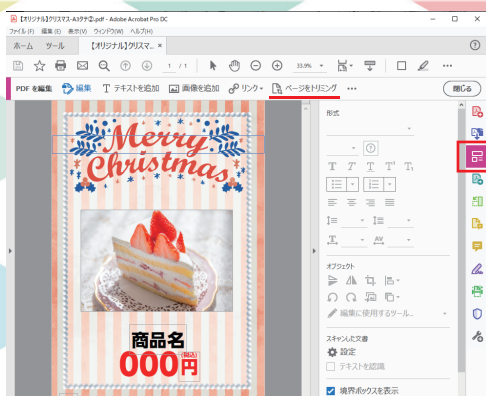 【オリジナル】クリスマス-A3タテ②.pdf - Adobe Acrobat Pro DC
ファイル(F) 編集(E) 表示(V) ウィンドウ(W) ヘルプ(H)
ホーム ツール 【オリジナル】クリスマ... ×
1 / 1 33.9%
PDF を編集 編集 T テキストを追加 画像を追加 リンク ページをトリミング ••• 閉じる
形式
Merry
Christmas
T T T T¹ T₁
AV
オブジェクト
編集に使用するツール...
スキャンした文書
設定
テキストを認識
境界ボックスを表示
商品名
000円
(税込)